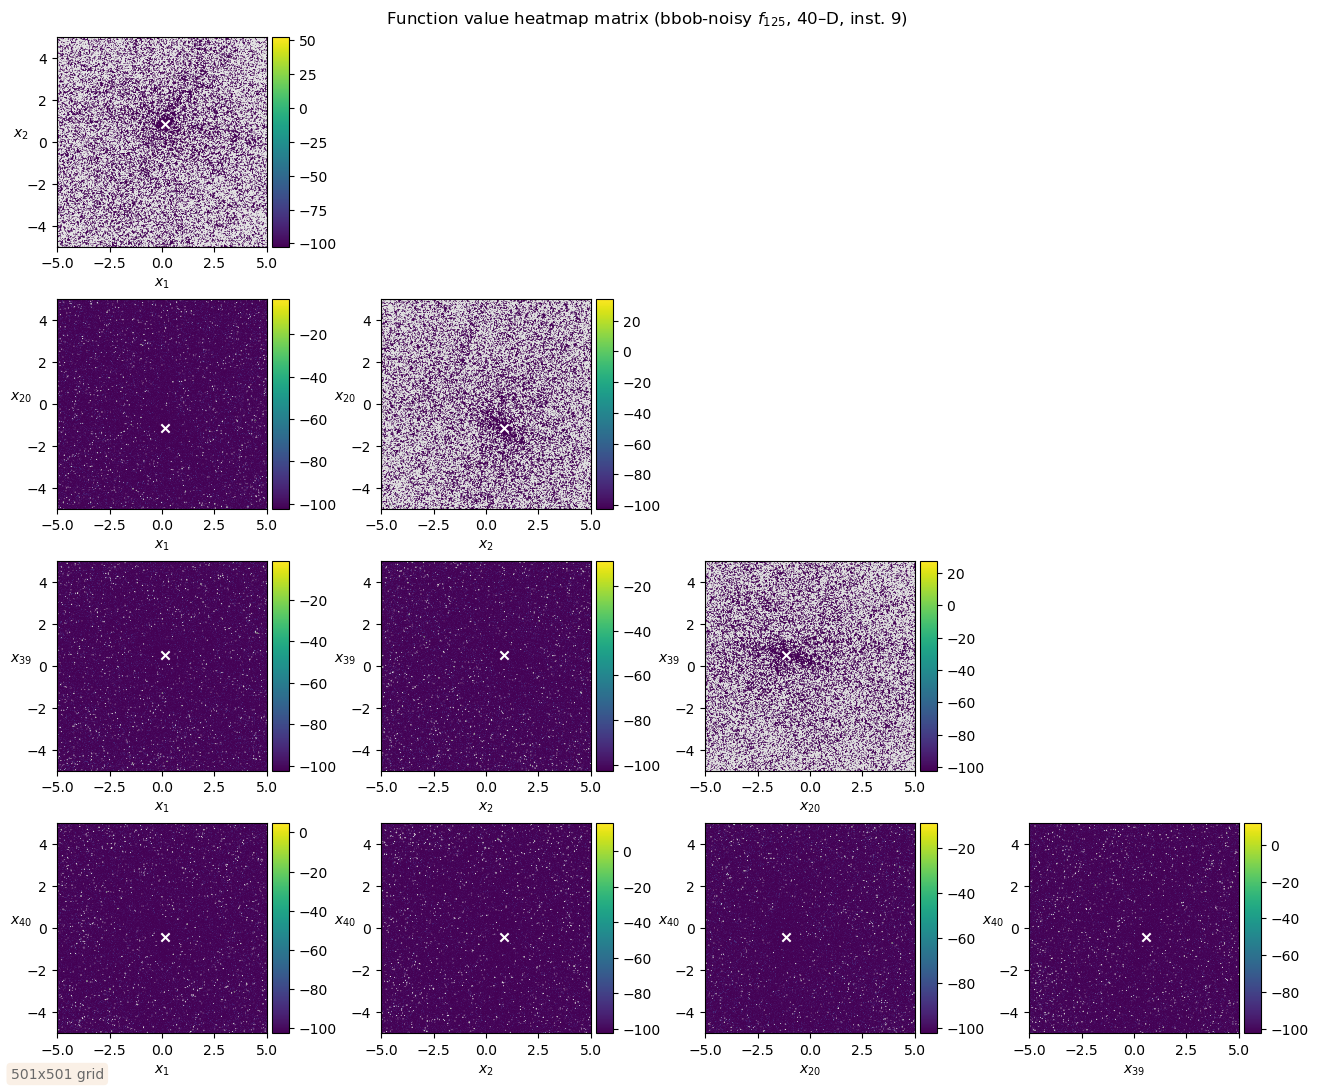 Function value heatmap matrix (bbob-noisy f₁₂₅, 40–D, inst. 9)
4 2 0 −2 −4
x₂
50 25 0 −25 −50 −75 −100
−5.0 −2.5 0.0 2.5 5.0
x₁
4 2 0 −2 −4
x₂₀
−20 −40 −60 −80 −100
−5.0 −2.5 0.0 2.5 5.0
x₁
4 2 0 −2 −4
x₂₀
20 0 −20 −40 −60 −80 −100
−5.0 −2.5 0.0 2.5 5.0
x₂
4 2 0 −2 −4
x₃₉
−20 −40 −60 −80 −100
−5.0 −2.5 0.0 2.5 5.0
x₁
4 2 0 −2 −4
x₃₉
−20 −40 −60 −80 −100
−5.0 −2.5 0.0 2.5 5.0
x₂
4 2 0 −2 −4
x₃₉
20 0 −20 −40 −60 −80 −100
−5.0 −2.5 0.0 2.5 5.0
x₂₀
4 2 0 −2 −4
x₄₀
0 −20 −40 −60 −80 −100
−5.0 −2.5 0.0 2.5 5.0
x₁
4 2 0 −2 −4
x₄₀
0 −20 −40 −60 −80 −100
−5.0 −2.5 0.0 2.5 5.0
x₂
4 2 0 −2 −4
x₄₀
−20 −40 −60 −80 −100
−5.0 −2.5 0.0 2.5 5.0
x₂₀
4 2 0 −2 −4
x₄₀
0 −20 −40 −60 −80 −100
−5.0 −2.5 0.0 2.5 5.0
x₃₉
501x501 grid